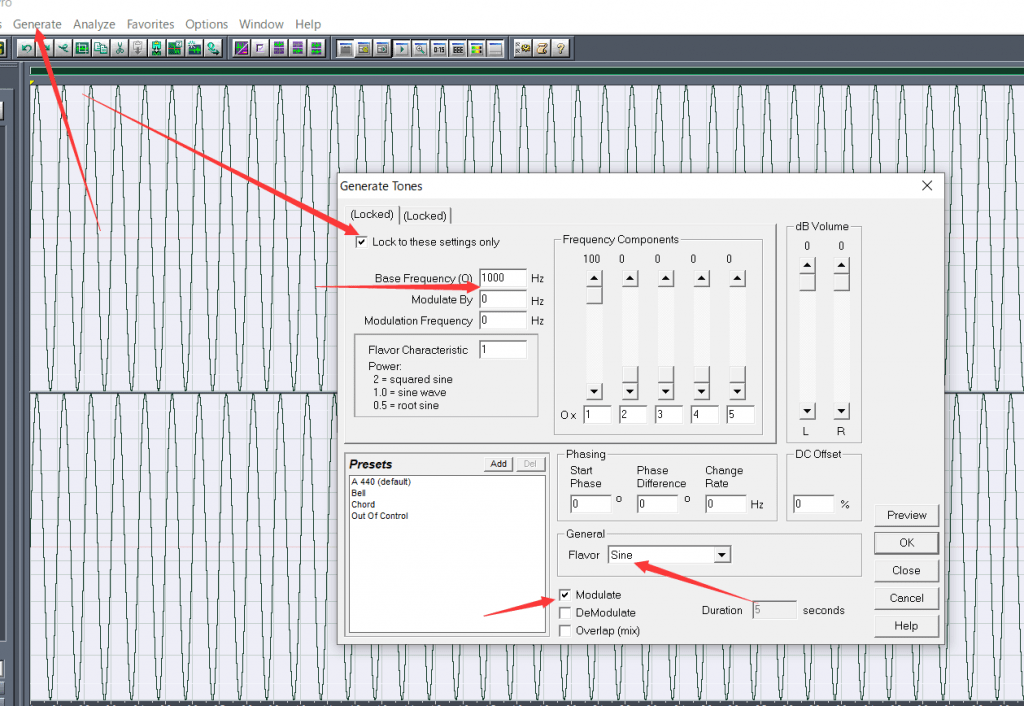 ro
s Generate Analyze Favorites Options Window Help
Generate Tones
(Locked) (Locked)
Lock to these settings only
Base Frequency (O) 1000 Hz
Modulate By 0 Hz
Modulation Frequency 0 Hz
Flavor Characteristic 1
Power:
2 = squared sine
1.0 = sine wave
0.5 = root sine
Frequency Components
100 0 0 0 0
O x 1 2 3 4 5
dB Volume
0 0
L R
Presets Add Del
A 440 (default)
Bell
Chord
Out Of Control
Phasing
Start Phase Phase Difference Change Rate
0 o 0 o 0 Hz
DC Offset
0 %
General
Flavor Sine
Modulate
DeModulate
Overlap (mix)
Duration 5 seconds
Preview
OK
Close
Cancel
Help